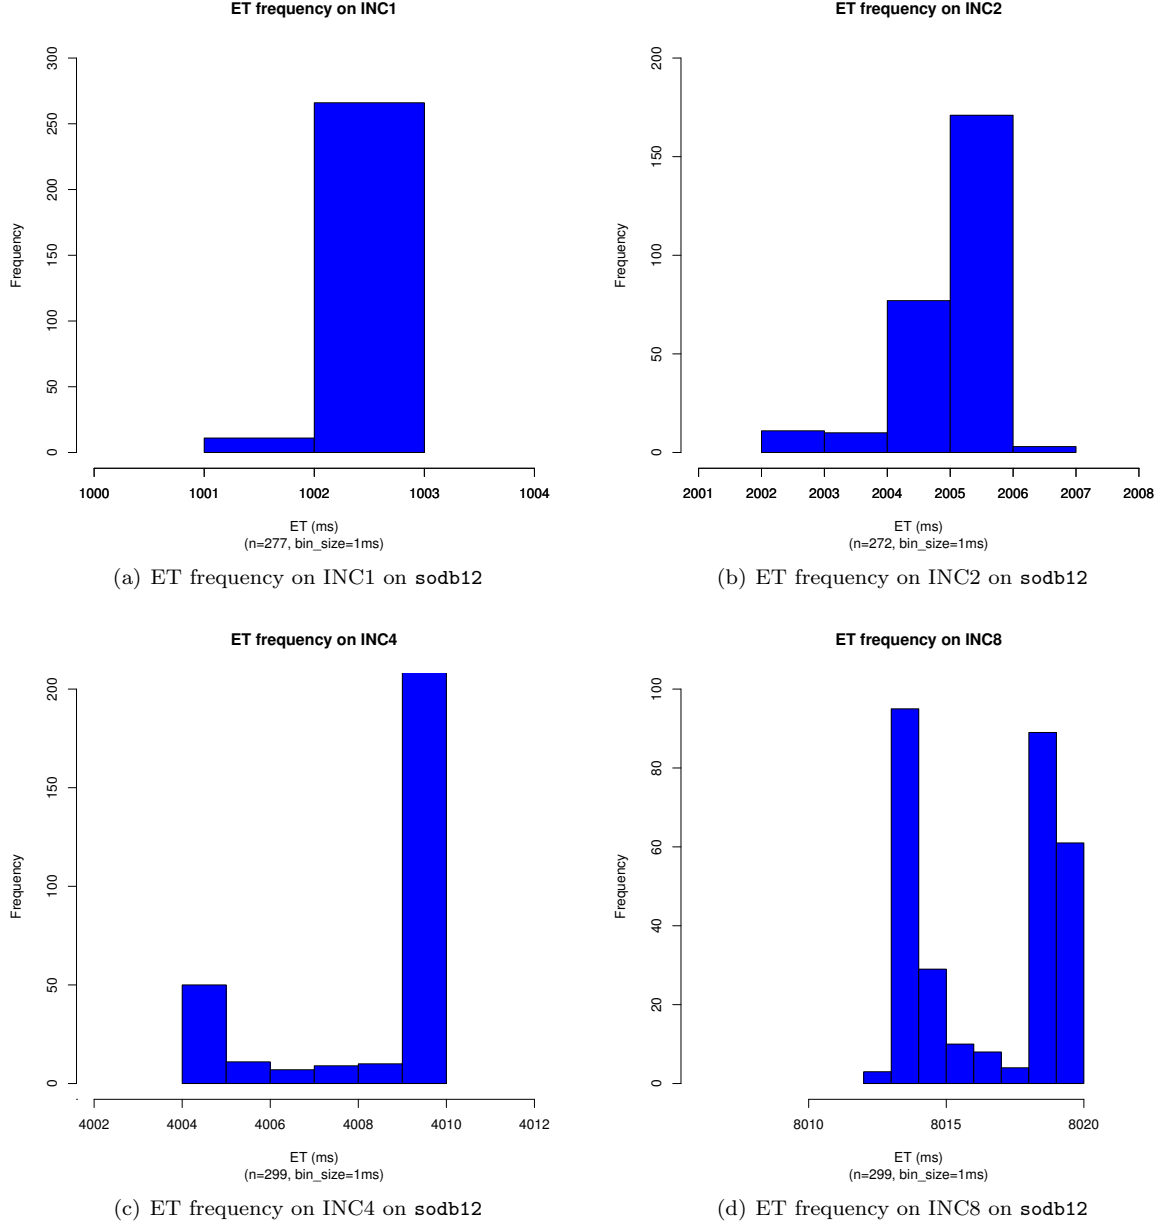 ET frequency on INC1
Frequency
0
50
100
150
200
250
300
1000 1001 1002 1003 1004
ET (ms)
(n=277, bin_size=1ms)
(a) ET frequency on INC1 on sodb12
ET frequency on INC2
Frequency
0
50
100
150
200
2001 2002 2003 2004 2005 2006 2007 2008
ET (ms)
(n=272, bin_size=1ms)
(b) ET frequency on INC2 on sodb12
ET frequency on INC4
Frequency
0
50
100
150
200
4002 4004 4006 4008 4010 4012
ET (ms)
(n=299, bin_size=1ms)
(c) ET frequency on INC4 on sodb12
ET frequency on INC8
Frequency
0
20
40
60
80
100
8010 8015 8020
ET (ms)
(n=299, bin_size=1ms)
(d) ET frequency on INC8 on sodb12